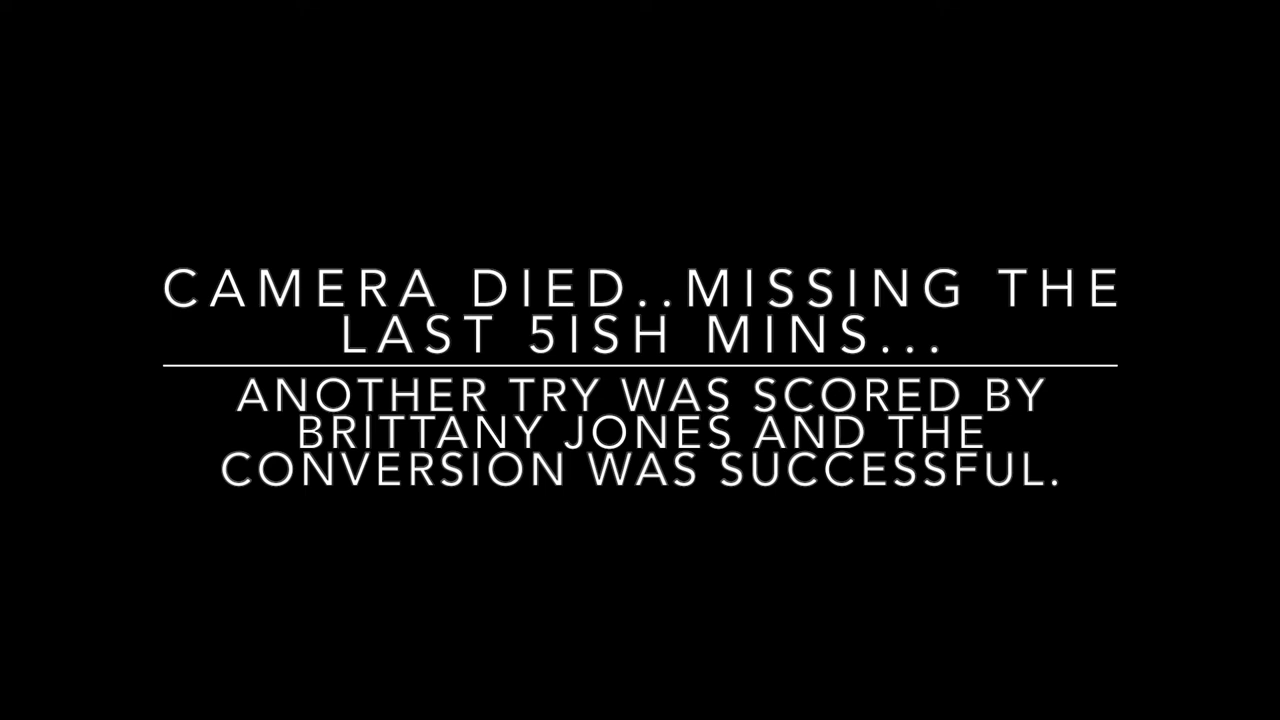 CAMERA DIED..MISSING THE
LAST 5ISH MINS...
ANOTHER TRY WAS SCORED BY
BRITTANY JONES AND THE
CONVERSION WAS SUCCESSFUL.